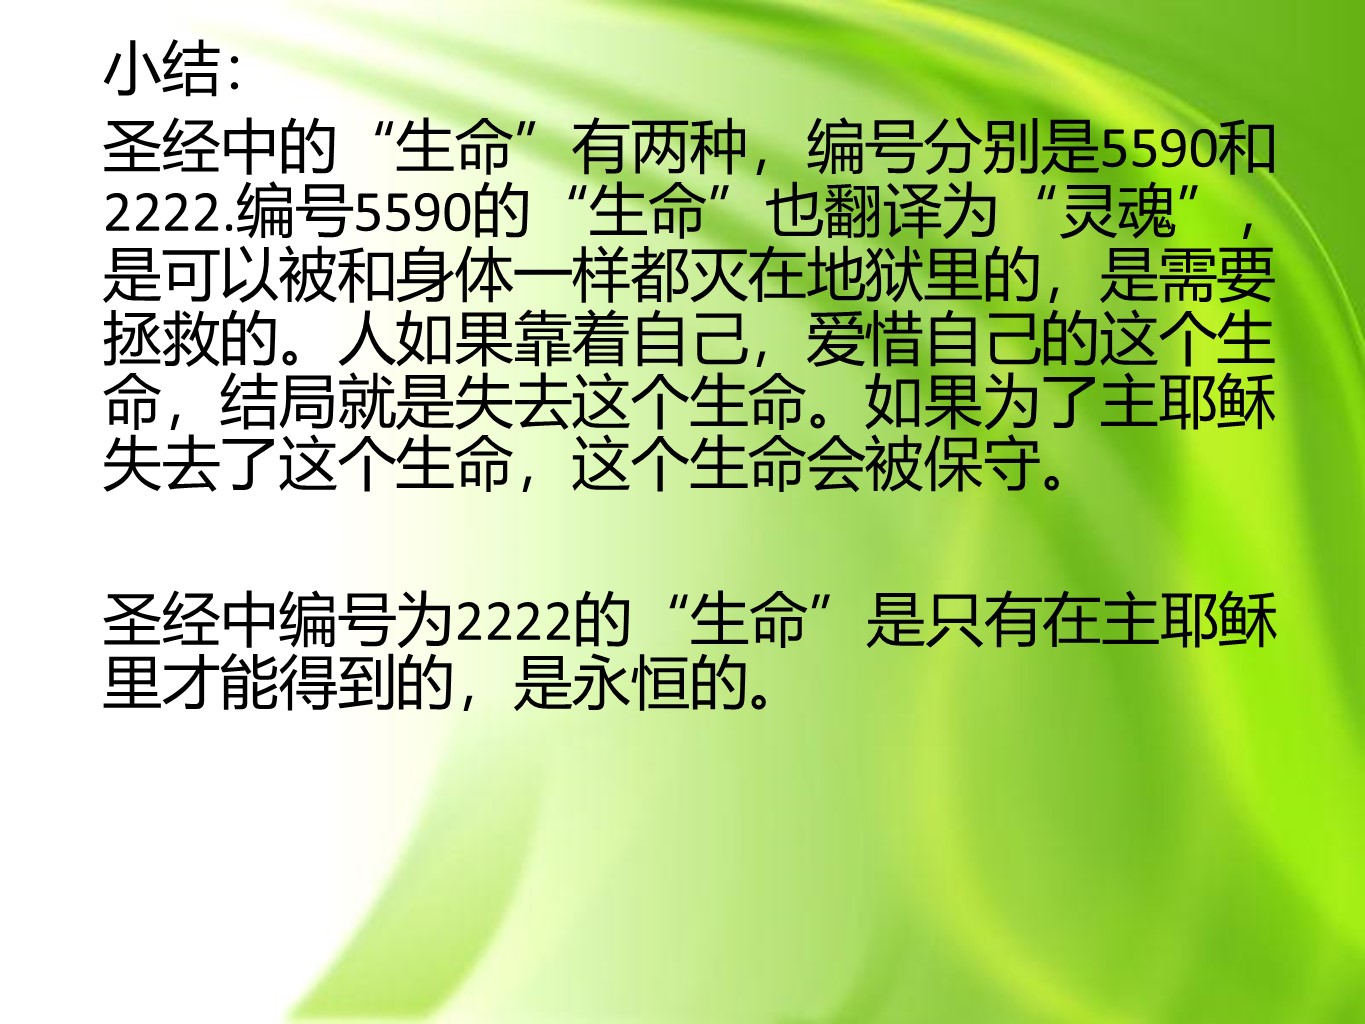 小结：
圣经中的“生命”有两种，编号分别是5590和
2222.编号5590的“生命”也翻译为“灵魂”，
是可以被和身体一样都灭在地狱里的，是需要
拯救的。人如果靠着自己，爱惜自己的这个生
命，结局就是失去这个生命。如果为了主耶稣
失去了这个生命，这个生命会被保守。
圣经中编号为2222的“生命”是只有在主耶稣
里才能得到的，是永恒的。